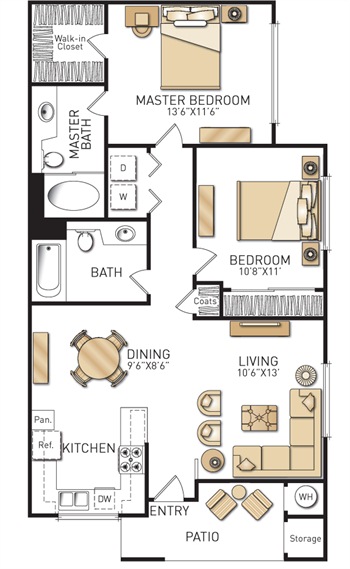 Walk-in
Closet
MASTER BEDROOM
13'6"X11'6"
MASTER
BATH
D
W
BEDROOM
10'8"X11'
BATH
Coats
DINING
9'6"X8'6"
LIVING
10'6"X13'
Pan.
Ref.
KITCHEN
DW
ENTRY
PATIO
WH
Storage